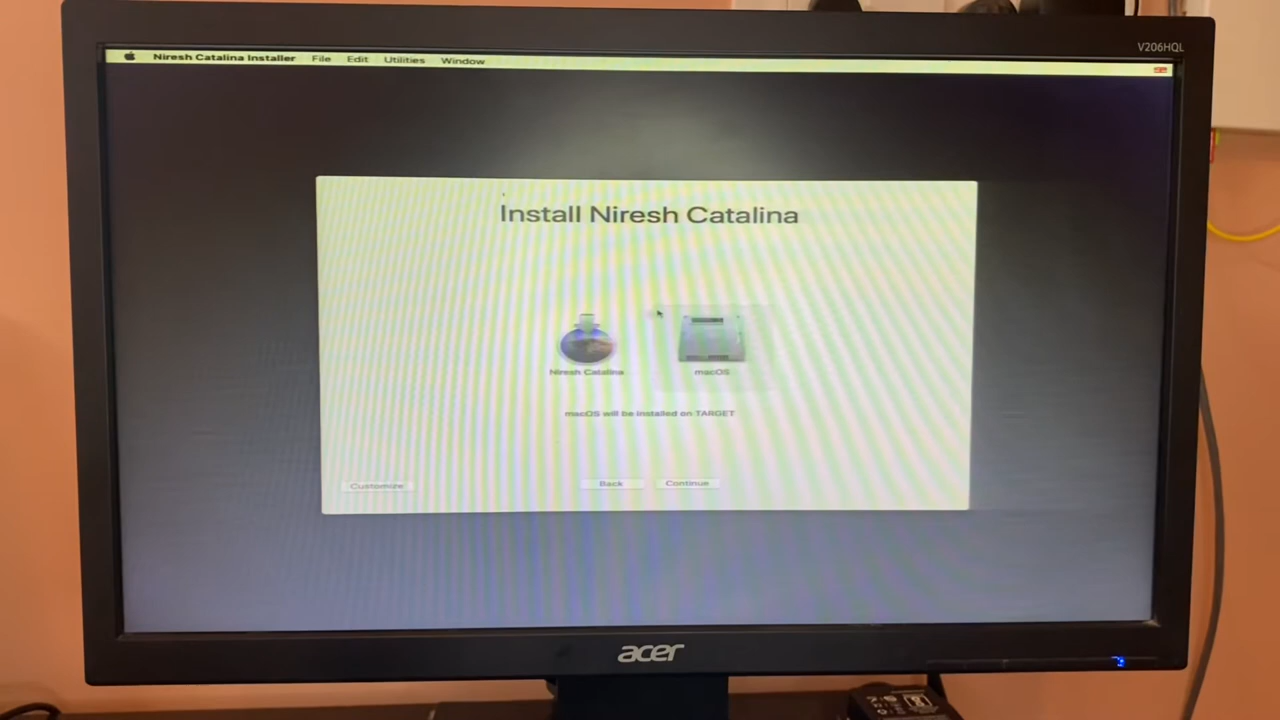 V206HQL
Niresh Catalina Installer File Edit Utilities Window
Install Niresh Catalina
Niresh Catalina
macOS
macOS will be installed on TARGET
Customize
Back
Continue
acer